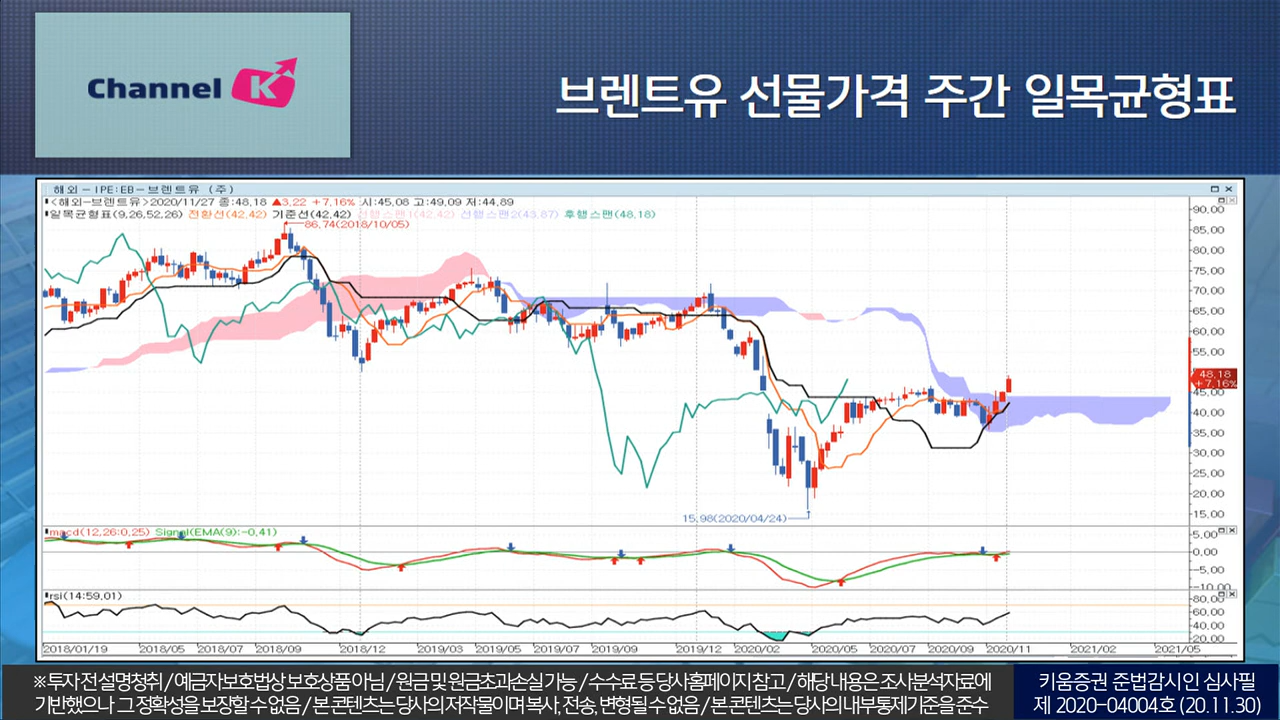 Channel K
브렌트유 선물가격 주간 일목균형표
해외 - IPE:EB-브렌트유 (주)
<해외-브렌트유>2020/11/27 종:48,18 ▲3,22 +7,16% 시:45,08 고:49,09 저:44,89
일목균형표(9,26,52,26) 전환선(42,42) 기준선(42,42) 선행스팬1(42,42) 선행스팬2(43,87) 후행스팬(48,18)
86,74(2018/10/05)
90,00
85,00
80,00
75,00
70,00
65,00
60,00
55,00
48,18
+7,16%
45,00
40,00
35,00
30,00
25,00
20,00
15,00
15,98(2020/04/24)
macd(12,26:0,25) Signal(EMA(9):-0,41)
5,00
0,00
-5,00
-10,00
rsi(14:59,01)
80,00
60,00
40,00
20,00
2018/01/19 2018/05 2018/07 2018/09 2018/12 2019/03 2019/05 2019/07 2019/09 2019/12 2020/02 2020/05 2020/07 2020/09 2020/11 2021/02 2021/05
※ 투자 전 설명청취 / 예금자보호법상 보호상품 아님 / 원금 및 원금초과손실 가능 / 수수료 등 당사홈페이지 참고 / 해당 내용은 조사분석자료에
기반했으나 그 정확성을 보장할 수 없음 / 본 콘텐츠는 당사의 저작물이며 복사, 전송, 변형될 수 없음 / 본 콘텐츠는 당사의 내부통제기준을 준수
키움증권 준법감시인 심사필
제 2020-04004호 (20.11.30)